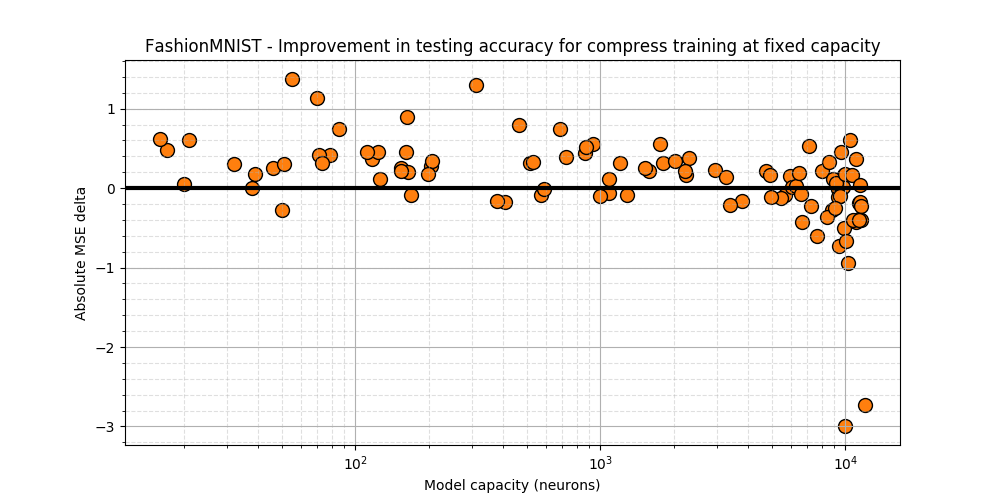 FashionMNIST - Improvement in testing accuracy for compress training at fixed capacity
Absolute MSE delta
1
0
−1
−2
−3
10²
10³
10⁴
Model capacity (neurons)